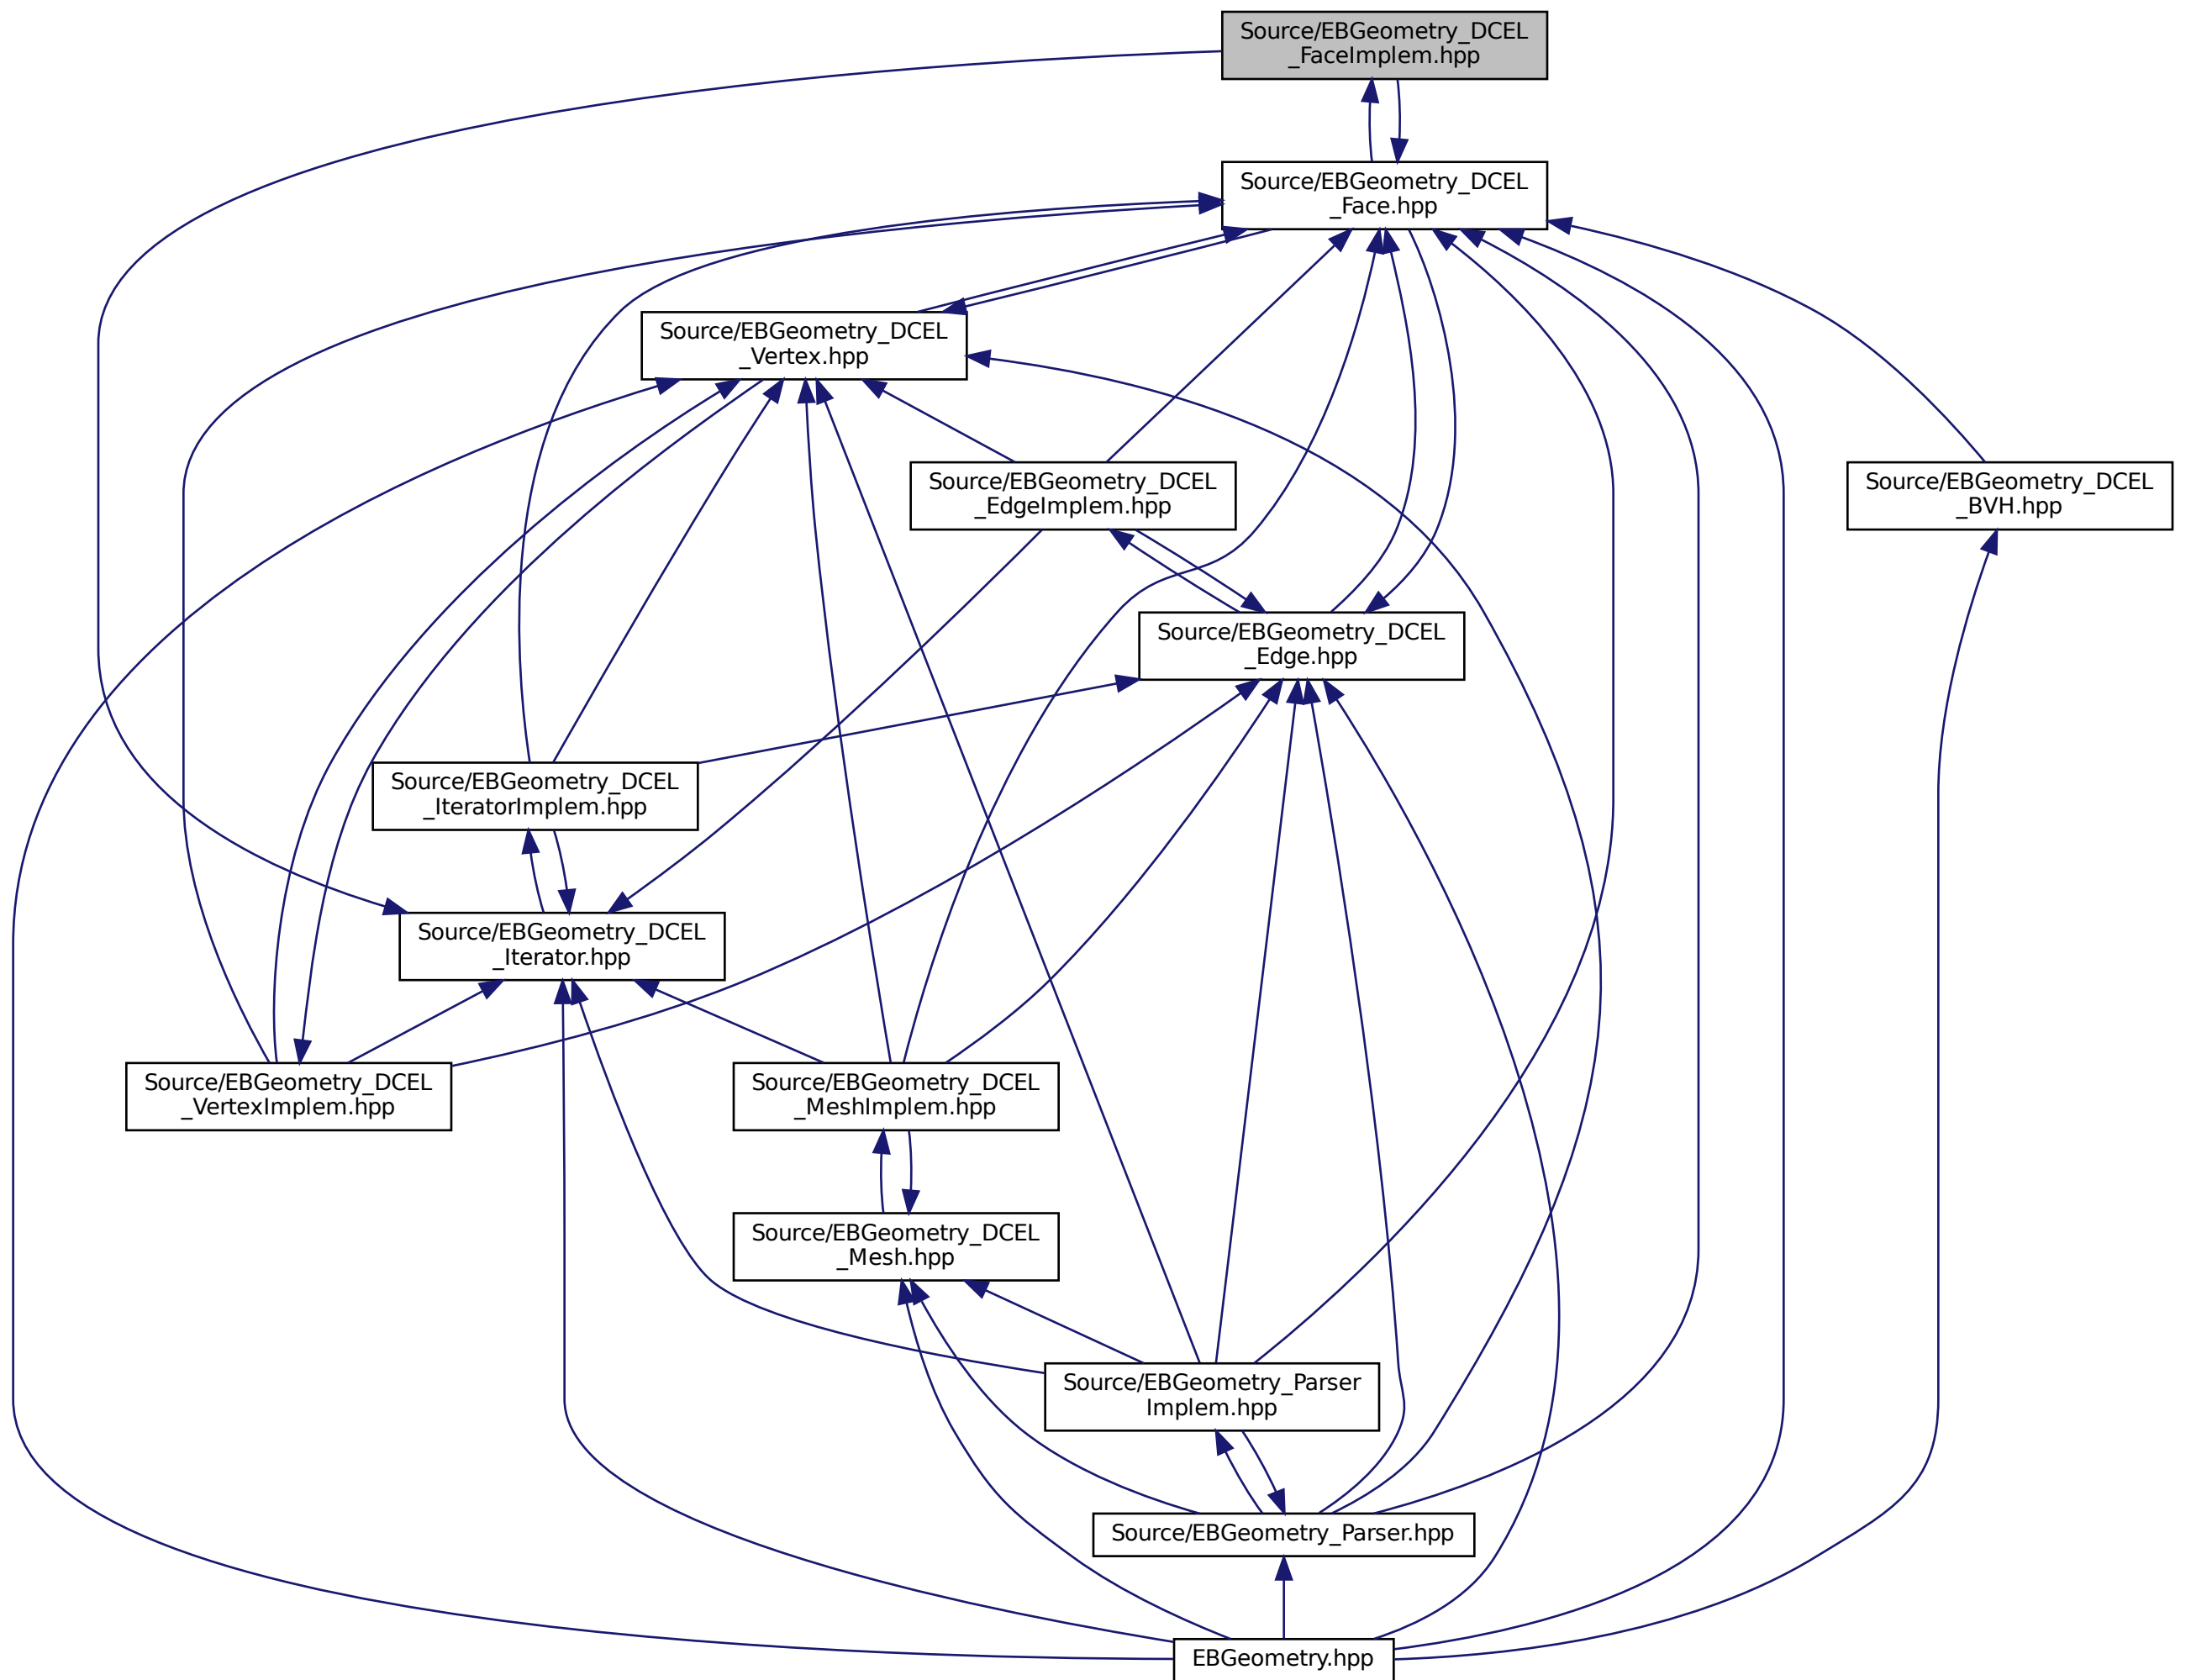 Source/EBGeometry_DCEL
_FaceImplem.hpp
Source/EBGeometry_DCEL
_Face.hpp
Source/EBGeometry_DCEL
_Vertex.hpp
Source/EBGeometry_DCEL
_EdgeImplem.hpp
Source/EBGeometry_DCEL
_BVH.hpp
Source/EBGeometry_DCEL
_Edge.hpp
Source/EBGeometry_DCEL
_IteratorImplem.hpp
Source/EBGeometry_DCEL
_Iterator.hpp
Source/EBGeometry_DCEL
_VertexImplem.hpp
Source/EBGeometry_DCEL
_MeshImplem.hpp
Source/EBGeometry_DCEL
_Mesh.hpp
Source/EBGeometry_Parser
Implem.hpp
Source/EBGeometry_Parser.hpp
EBGeometry.hpp